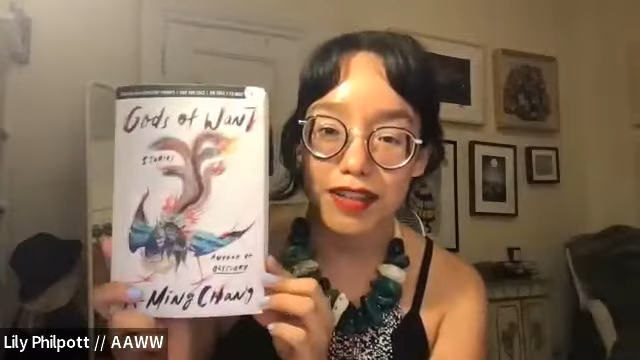 Gods of Want
STORIES
AUTHOR OF
BESTIARY
K-MING CHANG
Lily Philpott // AAWW